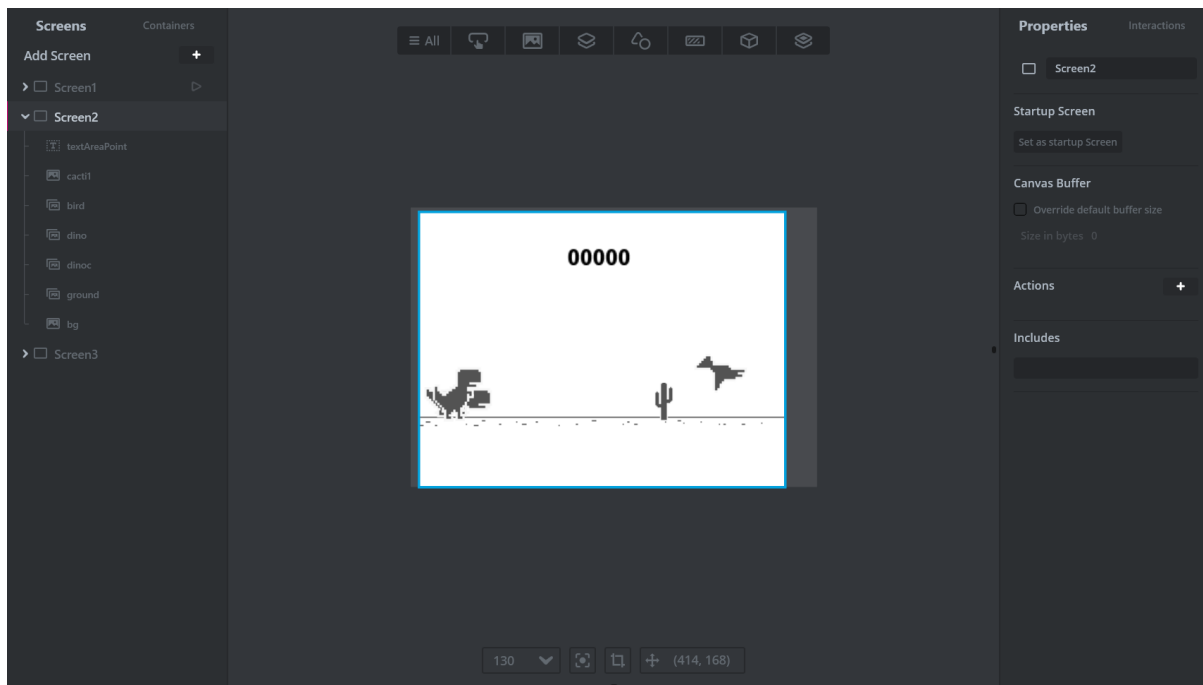 Screens
Containers
Add Screen
+
Screen1
Screen2
textAreaPoint
cacti1
bird
dino
dinoc
ground
bg
Screen3
All
00000
130
(414, 168)
Properties
Interactions
Screen2
Startup Screen
Set as startup Screen
Canvas Buffer
Override default buffer size
Size in bytes 0
Actions
+
Includes